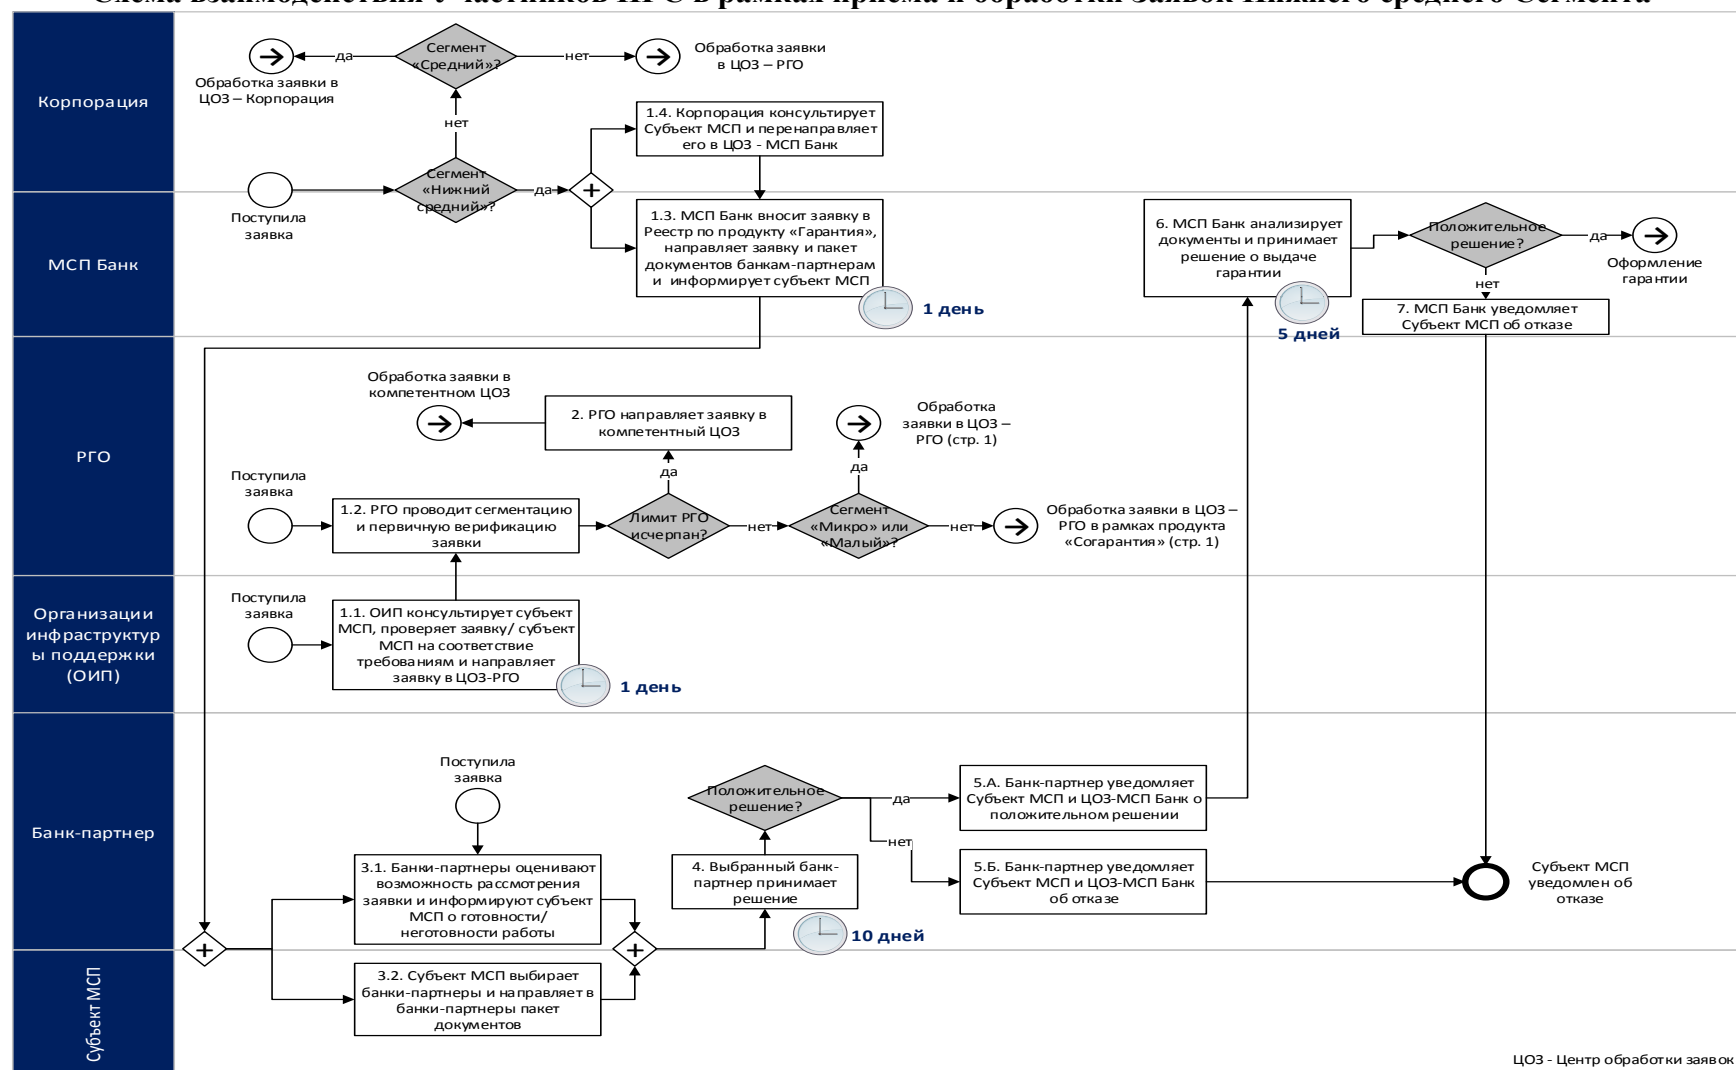 Схема взаимодействия Участников НГС в рамках приема и обработки Заявок Нижнего среднего Сегмента
Корпорация
да
Сегмент
«Средний»?
нет
Обработка заявки
в ЦОЗ – РГО
Обработка заявки в
ЦОЗ – Корпорация
нет
1.4. Корпорация консультирует
Субъект МСП и перенаправляет
его в ЦОЗ - МСП Банк
Поступила
заявка
Сегмент
«Нижний
средний»?
да
МСП Банк
1.3. МСП Банк вносит заявку в
Реестр по продукту «Гарантия»,
направляет заявку и пакет
документов банкам-партнерам
и информирует субъект МСП
1 день
6. МСП Банк анализирует
документы и принимает
решение о выдаче
гарантии
5 дней
Положительное
решение?
да
Оформление
гарантии
нет
7. МСП Банк уведомляет
Субъект МСП об отказе
РГО
Обработка заявки в
компетентном ЦОЗ
2. РГО направляет заявку в
компетентный ЦОЗ
Обработка
заявки в ЦОЗ –
РГО (стр. 1)
да
да
Поступила
заявка
1.2. РГО проводит сегментацию
и первичную верификацию
заявки
Лимит РГО
исчерпан?
нет
Сегмент
«Микро» или
«Малый»?
нет
Обработка заявки в ЦОЗ –
РГО в рамках продукта
«Согарантия» (стр. 1)
Организации
инфраструктур
ы поддержки
(ОИП)
Поступила
заявка
1.1. ОИП консультирует субъект
МСП, проверяет заявку/ субъект
МСП на соответствие
требованиям и направляет
заявку в ЦОЗ-РГО
1 день
Банк-партнер
Поступила
заявка
3.1. Банки-партнеры оценивают
возможность рассмотрения
заявки и информируют субъект
МСП о готовности/
неготовности работы
Положительное
решение?
да
нет
4. Выбранный банк-
партнер принимает
решение
10 дней
5.А. Банк-партнер уведомляет
Субъект МСП и ЦОЗ-МСП Банк о
положительном решении
5.Б. Банк-партнер уведомляет
Субъект МСП и ЦОЗ-МСП Банк
об отказе
Субъект МСП
уведомлен об
отказе
Субъект МСП
3.2. Субъект МСП выбирает
банки-партнеры и направляет в
банки-партнеры пакет
документов
ЦОЗ - Центр обработки заявок